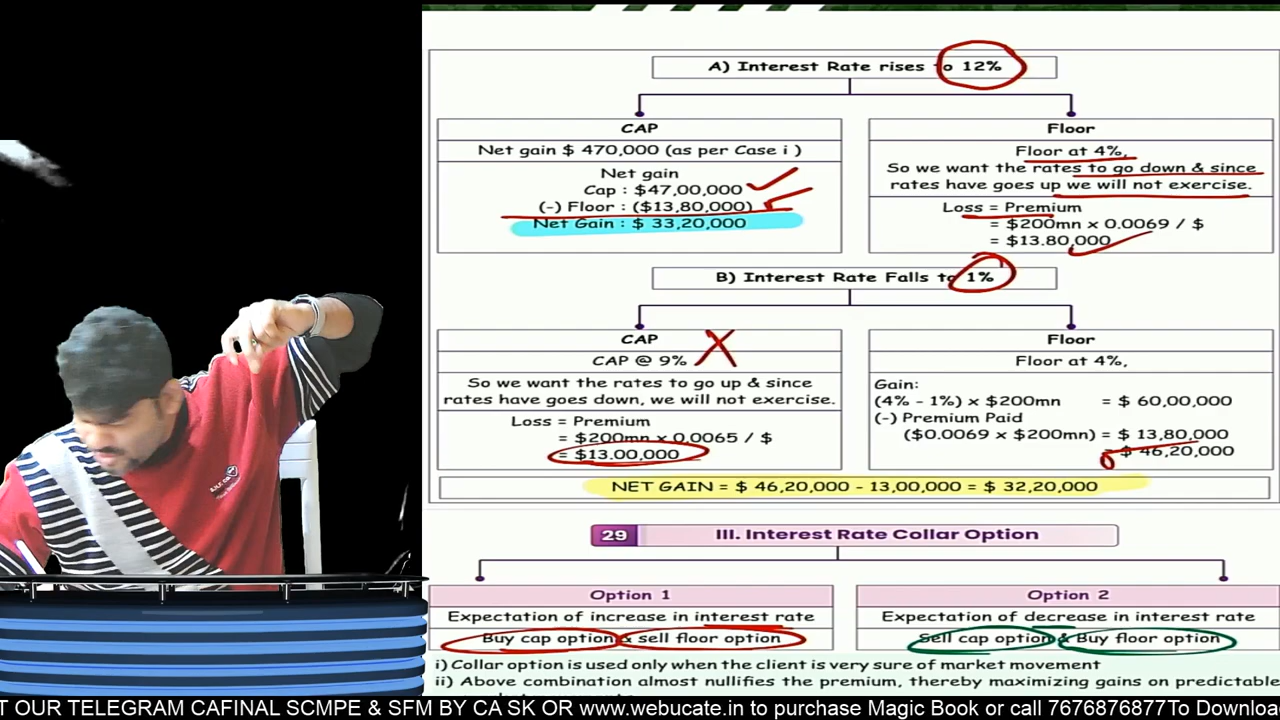 A) Interest Rate rises to 12%
CAP
Net gain $ 470,000 (as per Case i )
Net gain
Cap : $47,00,000
(-) Floor : ($13,80,000)
Net Gain : $ 33,20,000
Floor
Floor at 4%,
So we want the rates to go down & since
rates have goes up we will not exercise.
Loss = Premium
= $200mn x 0.0069 / $
= $13.80,000
B) Interest Rate Falls to 1%
CAP
CAP @ 9%
So we want the rates to go up & since
rates have goes down, we will not exercise.
Loss = Premium
= $200mn x 0.0065 / $
= $13.00,000
Floor
Floor at 4%,
Gain:
(4% - 1%) x $200mn = $ 60,00,000
(-) Premium Paid
($0.0069 x $200mn) = $ 13,80,000
= $ 46,20,000
NET GAIN = $ 46,20,000 - 13,00,000 = $ 32,20,000
29 III. Interest Rate Collar Option
Option 1
Expectation of increase in interest rate
Buy cap option & sell floor option
Option 2
Expectation of decrease in interest rate
Sell cap option & Buy floor option
i) Collar option is used only when the client is very sure of market movement
ii) Above combination almost nullifies the premium, thereby maximizing gains on predictable
T OUR TELEGRAM CAFINAL SCMPE & SFM BY CA SK OR www.webucate.in to purchase Magic Book or call 7676876877To Downloa